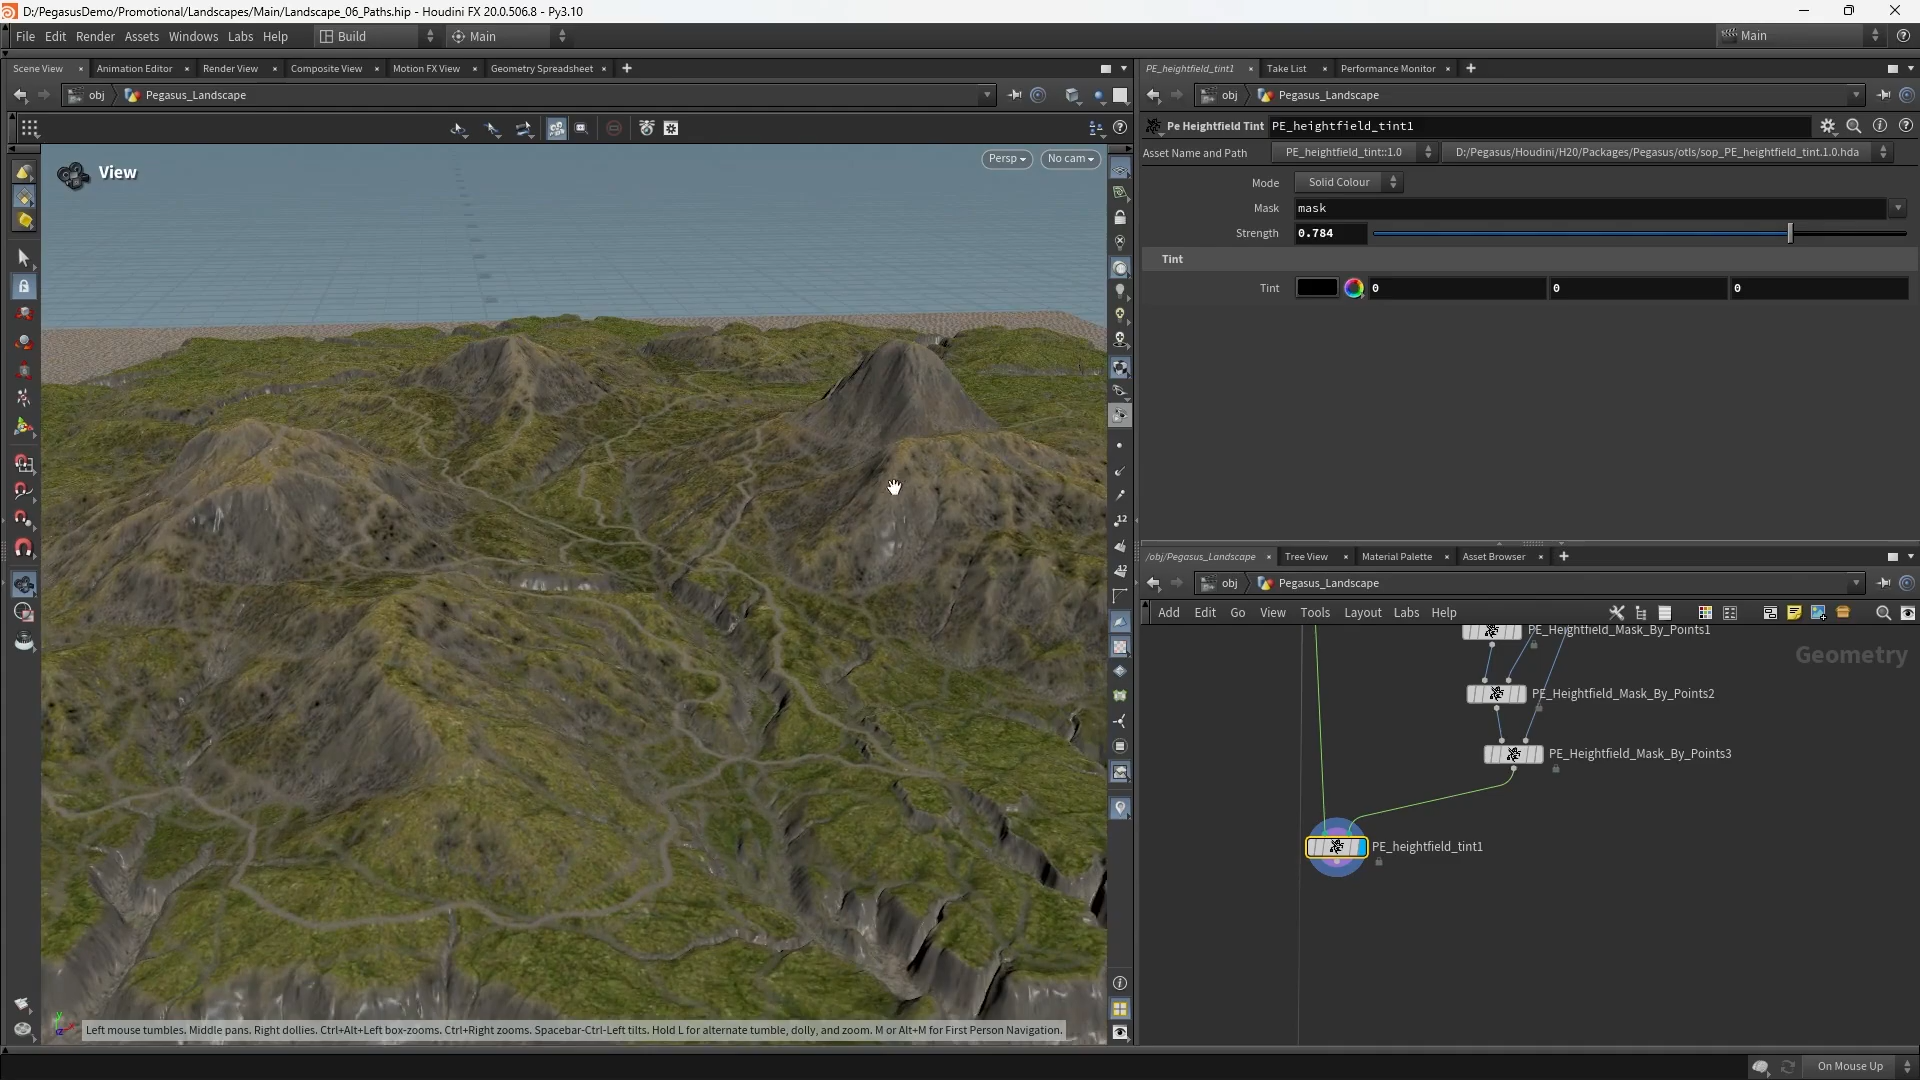 D:/PegasusDemo/Promotional/Landscapes/Main/Landscape_06_Paths.hip - Houdini FX 20.0.506.8 - Py3.10
File Edit Render Assets Windows Labs Help Build Main Main
Scene View Animation Editor Render View Composite View Motion FX View Geometry Spreadsheet
obj Pegasus_Landscape
View
Persp No cam
12
12
Left mouse tumbles. Middle pans. Right dollies. Ctrl+Alt+Left box-zooms. Ctrl+Right zooms. Spacebar-Ctrl-Left tilts. Hold L for alternate tumble, dolly, and zoom. M or Alt+M for First Person Navigation.
PE_heightfield_tint1 Take List Performance Monitor
obj Pegasus_Landscape
Pe Heightfield Tint PE_heightfield_tint1
Asset Name and Path PE_heightfield_tint::1.0 D:/Pegasus/Houdini/H20/Packages/Pegasus/otls/sop_PE_heightfield_tint.1.0.hda
Mode Solid Colour
Mask mask
Strength 0.784
Tint
Tint 0 0 0
/obj/Pegasus_Landscape Tree View Material Palette Asset Browser
obj Pegasus_Landscape
Add Edit Go View Tools Layout Labs Help
PE_Heightfield_Mask_By_Points1
Geometry
PE_Heightfield_Mask_By_Points2
PE_Heightfield_Mask_By_Points3
PE_heightfield_tint1
On Mouse Up